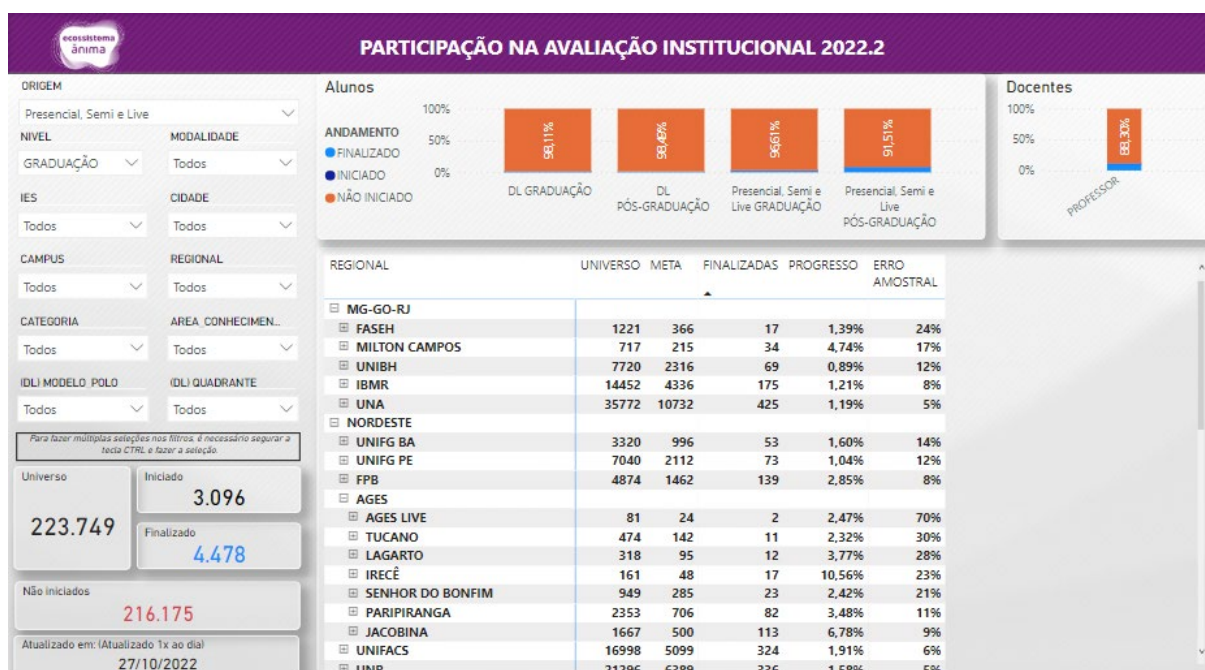 ecossistema
ânima
PARTICIPAÇÃO NA AVALIAÇÃO INSTITUCIONAL 2022.2
ORIGEM
Presencial, Semi e Live
NIVEL MODALIDADE
GRADUAÇÃO Todos
IES CIDADE
Todos Todos
CAMPUS REGIONAL
Todos Todos
CATEGORIA AREA_CONHECIMEN...
Todos Todos
(DL) MODELO_POLO (DL) QUADRANTE
Todos Todos
Para fazer múltiplas seleções nos filtros, é necessário segurar a
tecla CTRL e fazer a seleção.
Universo
223.749
Iniciado
3.096
Finalizado
4.478
Não iniciados
216.175
Atualizado em: (Atualizado 1x ao dia)
27/10/2022
Alunos
ANDAMENTO
FINALIZADO
INICIADO
NÃO INICIADO
100%
50%
0%
98,11% 98,49% 96,61% 91,51%
DL GRADUAÇÃO
DL
PÓS-GRADUAÇÃO
Presencial, Semi e
Live GRADUAÇÃO
Presencial, Semi e
Live
PÓS-GRADUAÇÃO
Docentes
100%
50%
0%
88,30%
PROFESSOR
REGIONAL UNIVERSO META FINALIZADAS PROGRESSO ERRO
AMOSTRAL
MG-GO-RJ
FASEH 1221 366 17 1,39% 24%
MILTON CAMPOS 717 215 34 4,74% 17%
UNIBH 7720 2316 69 0,89% 12%
IBMR 14452 4336 175 1,21% 8%
UNA 35772 10732 425 1,19% 5%
NORDESTE
UNIFG BA 3320 996 53 1,60% 14%
UNIFG PE 7040 2112 73 1,04% 12%
FPB 4874 1462 139 2,85% 8%
AGES
AGES LIVE 81 24 2 2,47% 70%
TUCANO 474 142 11 2,32% 30%
LAGARTO 318 95 12 3,77% 28%
IRECÊ 161 48 17 10,56% 23%
SENHOR DO BONFIM 949 285 23 2,42% 21%
PARIPIRANGA 2353 706 82 3,48% 11%
JACOBINA 1667 500 113 6,78% 9%
UNIFACS 16998 5099 324 1,91% 6%
UNP 21296 6389 336 1,58% 5%